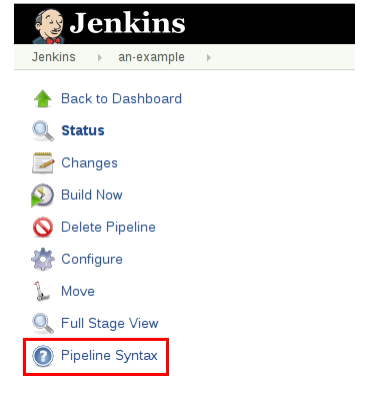 Jenkins
Jenkins an-example
Back to Dashboard
Status
Changes
Build Now
Delete Pipeline
Configure
Move
Full Stage View
Pipeline Syntax